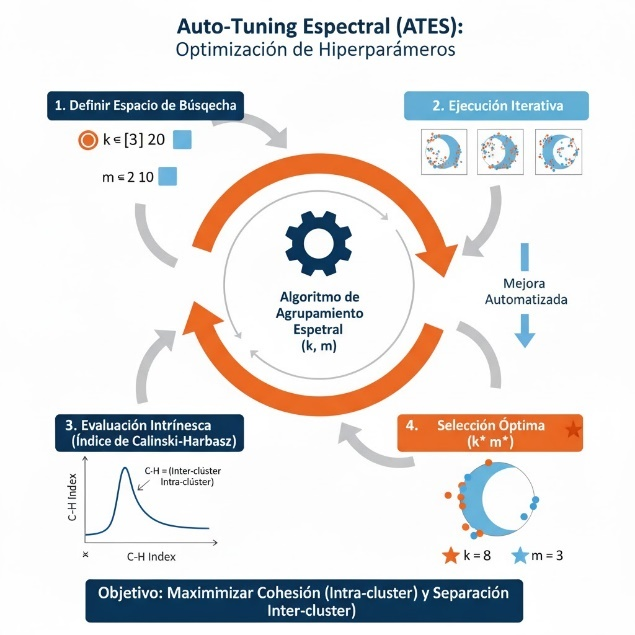 Auto-Tuning Espectral (ATES):
Optimización de Hiperparámeros
1. Definir Espacio de Búsqecha
k ∈ [3] 20
m ∈ 2 10
2. Ejecución Iterativa
Mejora
Automatizada
Algoritmo de
Agrupamiento
Espetral
(k, m)
3. Evaluación Intrínesca
(Índice de Calinski-Harbasz)
C-H = (Inter-clúster
Intra-clúster)
C-H Index
x
C-H Index
4. Selección Óptima
(k* m*)
k = 8
m = 3
Objetivo: Maximimizar Cohesión (Intra-cluster) y Separación
Inter-cluster)